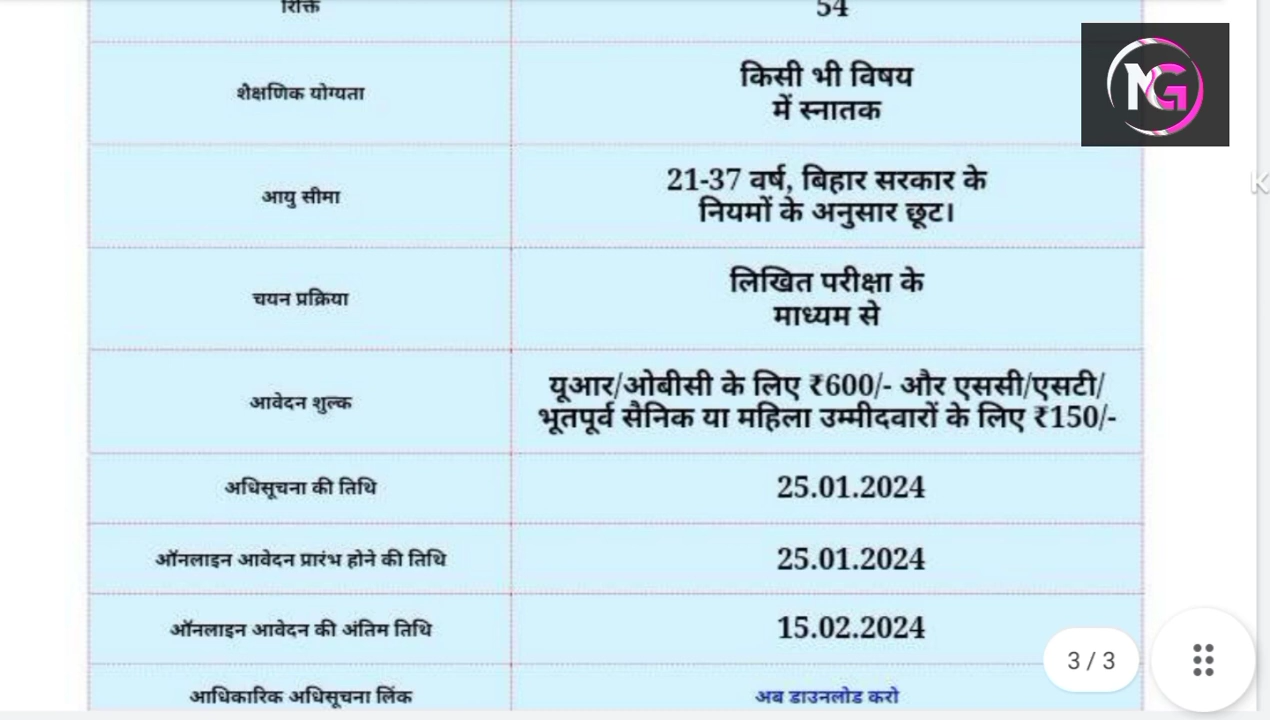 रिक्ति 54
शैक्षणिक योग्यता
किसी भी विषय
में स्नातक
आयु सीमा
21-37 वर्ष, बिहार सरकार के
नियमों के अनुसार छूट।
चयन प्रक्रिया
लिखित परीक्षा के
माध्यम से
आवेदन शुल्क
यूआर/ओबीसी के लिए ₹600/- और एससी/एसटी/
भूतपूर्व सैनिक या महिला उम्मीदवारों के लिए ₹150/-
अधिसूचना की तिथि 25.01.2024
ऑनलाइन आवेदन प्रारंभ होने की तिथि 25.01.2024
ऑनलाइन आवेदन की अंतिम तिथि 15.02.2024
आधिकारिक अधिसूचना लिंक अब डाउनलोड करो
3 / 3
NG
K